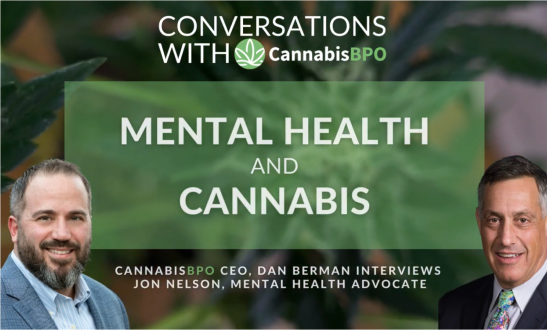 CONVERSATIONS
WITH CannabisBPO
MENTAL HEALTH
AND
CANNABIS
CANNABISBPO CEO, DAN BERMAN INTERVIEWS
JON NELSON, MENTAL HEALTH ADVOCATE